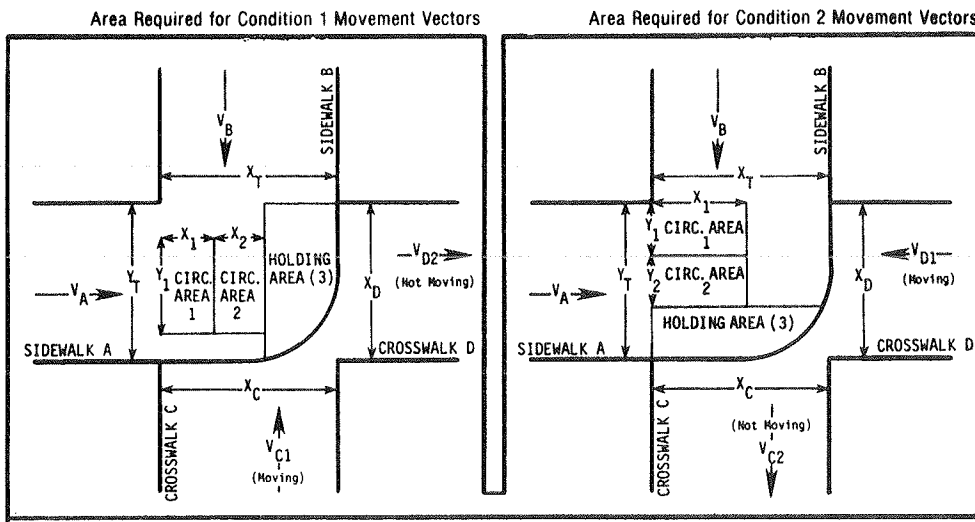 Area Required for Condition 1 Movement Vectors
V_B
SIDEWALK B
X_T
X_1
X_2
Y_T
Y_1
CIRC. AREA 1
CIRC. AREA 2
HOLDING AREA (3)
X_D
V_D2
(Not Moving)
V_A
SIDEWALK A
CROSSWALK D
X_C
CROSSWALK C
V_C1
(Moving)
Area Required for Condition 2 Movement Vectors
V_B
SIDEWALK B
X_T
X_1
Y_T
Y_1
CIRC. AREA 1
Y_2
CIRC. AREA 2
HOLDING AREA (3)
X_D
V_D1
(Moving)
V_A
SIDEWALK A
CROSSWALK D
X_C
CROSSWALK C
(Not Moving)
V_C2